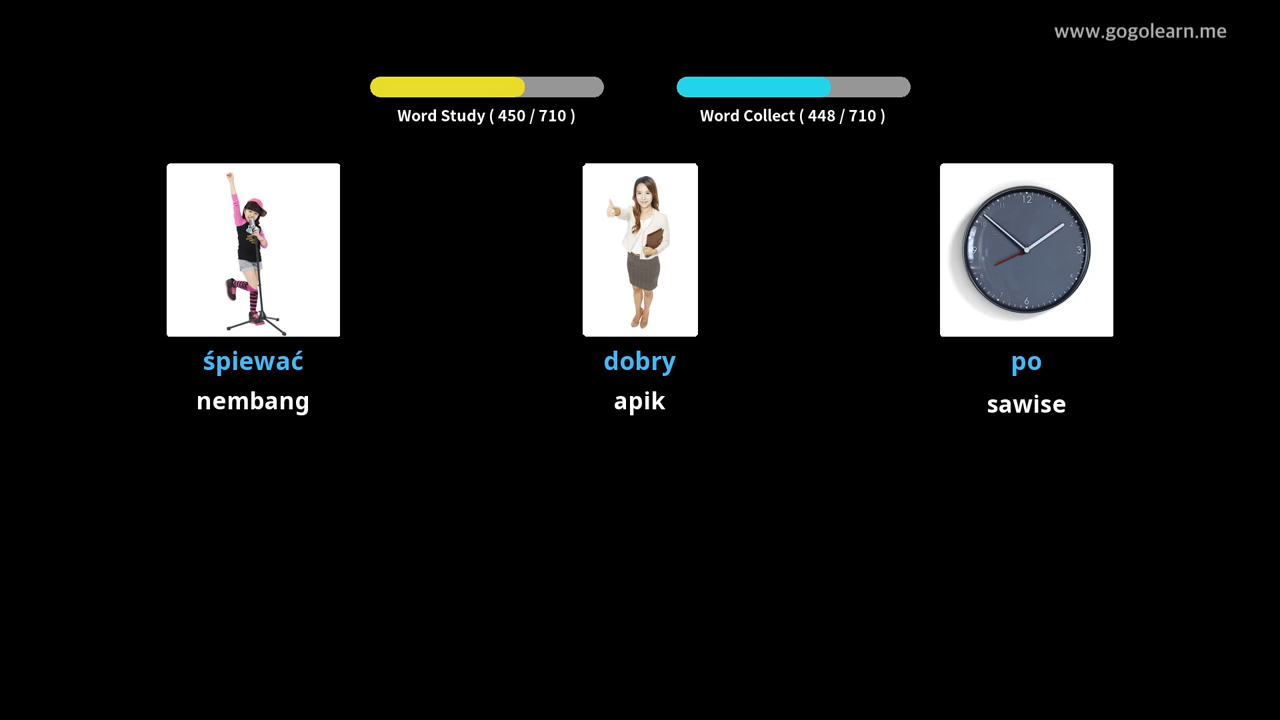 www.gogolearn.me
Word Study ( 450 / 710 )
Word Collect ( 448 / 710 )
śpiewać
dobry
po
nembang
apik
sawise